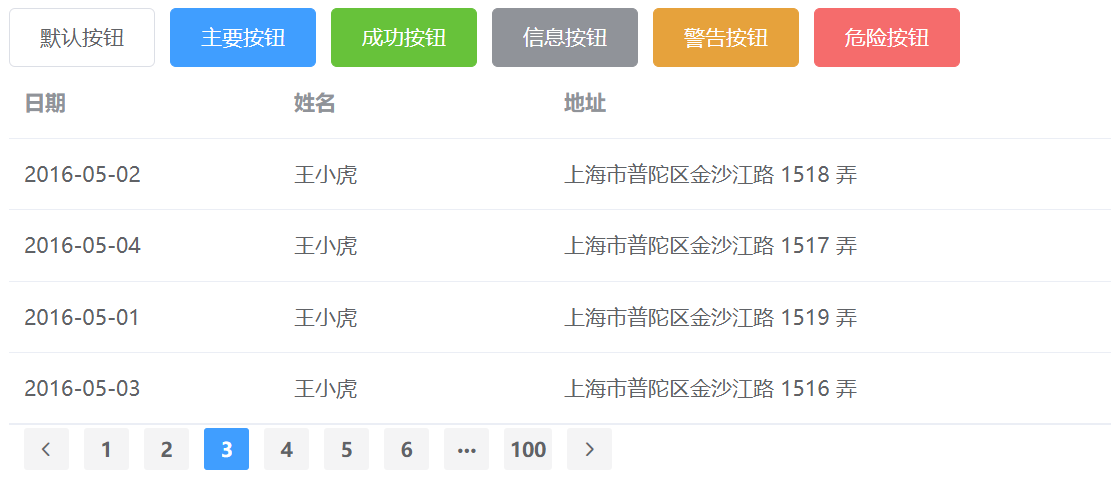 默认按钮 主要按钮 成功按钮 信息按钮 警告按钮 危险按钮
日期 姓名 地址
2016-05-02 王小虎 上海市普陀区金沙江路 1518 弄
2016-05-04 王小虎 上海市普陀区金沙江路 1517 弄
2016-05-01 王小虎 上海市普陀区金沙江路 1519 弄
2016-05-03 王小虎 上海市普陀区金沙江路 1516 弄
1 2 3 4 5 6 ... 100